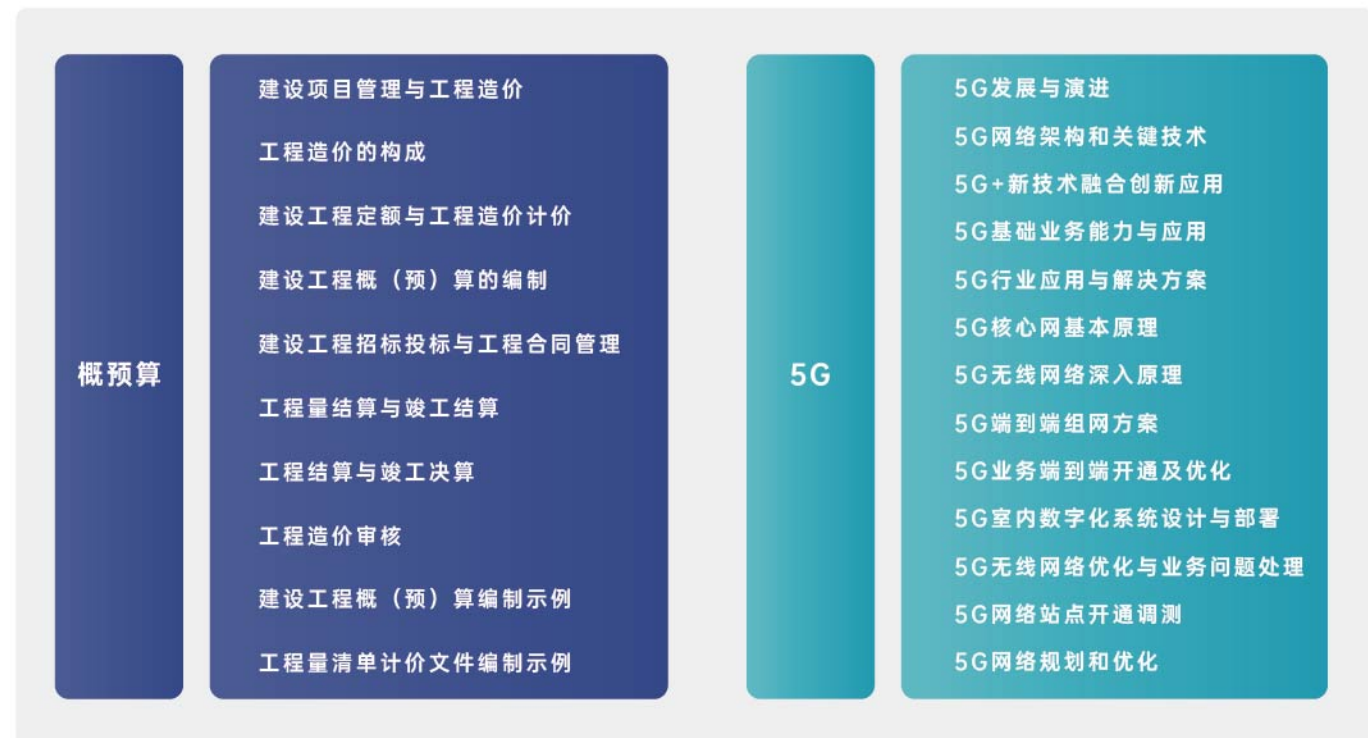 概预算
建设项目管理与工程造价
工程造价的构成
建设工程定额与工程造价计价
建设工程概（预）算的编制
建设工程招标投标与工程合同管理
工程量结算与竣工结算
工程结算与竣工决算
工程造价审核
建设工程概（预）算编制示例
工程量清单计价文件编制示例
5G
5G发展与演进
5G网络架构和关键技术
5G+新技术融合创新应用
5G基础业务能力与应用
5G行业应用与解决方案
5G核心网基本原理
5G无线网络深入原理
5G端到端组网方案
5G业务端到端开通及优化
5G室内数字化系统设计与部署
5G无线网络优化与业务问题处理
5G网络站点开通调测
5G网络规划和优化